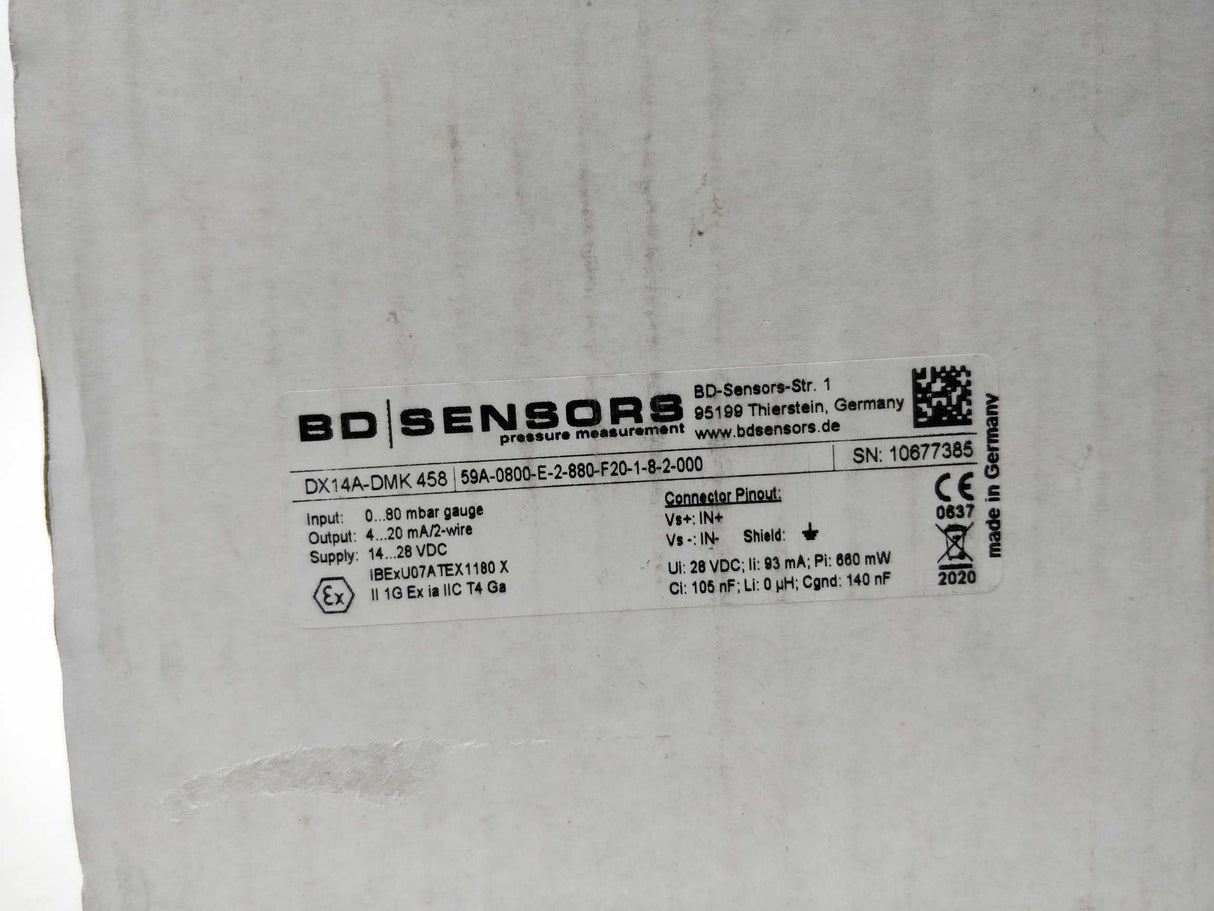 BD|SENSORS
pressure measurement
BD-Sensors-Str. 1
95199 Thierstein, Germany
www.bdsensors.de
DX14A-DMK 458 | 59A-0800-E-2-880-F20-1-8-2-000
SN: 10677385
Input: 0...80 mbar gauge
Output: 4...20 mA/2-wire
Supply: 14...28 VDC
IBExU07ATEX1180 X
II 1G Ex ia IIC T4 Ga
Ex
Connector Pinout:
Vs+: IN+
Vs -: IN- Shield:
Ui: 28 VDC; Ii: 93 mA; Pi: 660 mW
Ci: 105 nF; Li: 0 µH; Cgnd: 140 nF
CE
0637
2020
made in Germany